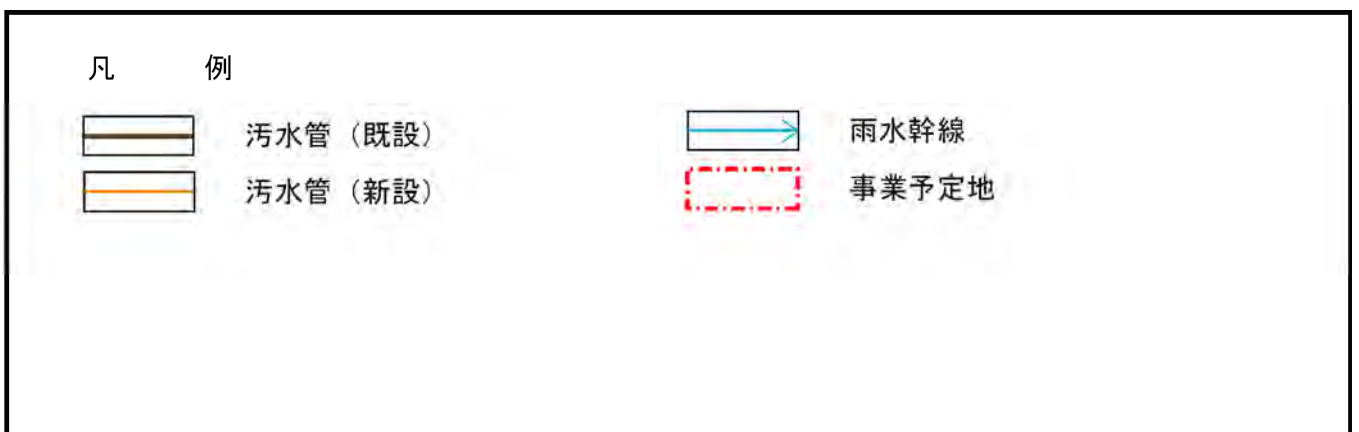 凡 例
汚水管（既設）
汚水管（新設）
雨水幹線
事業予定地